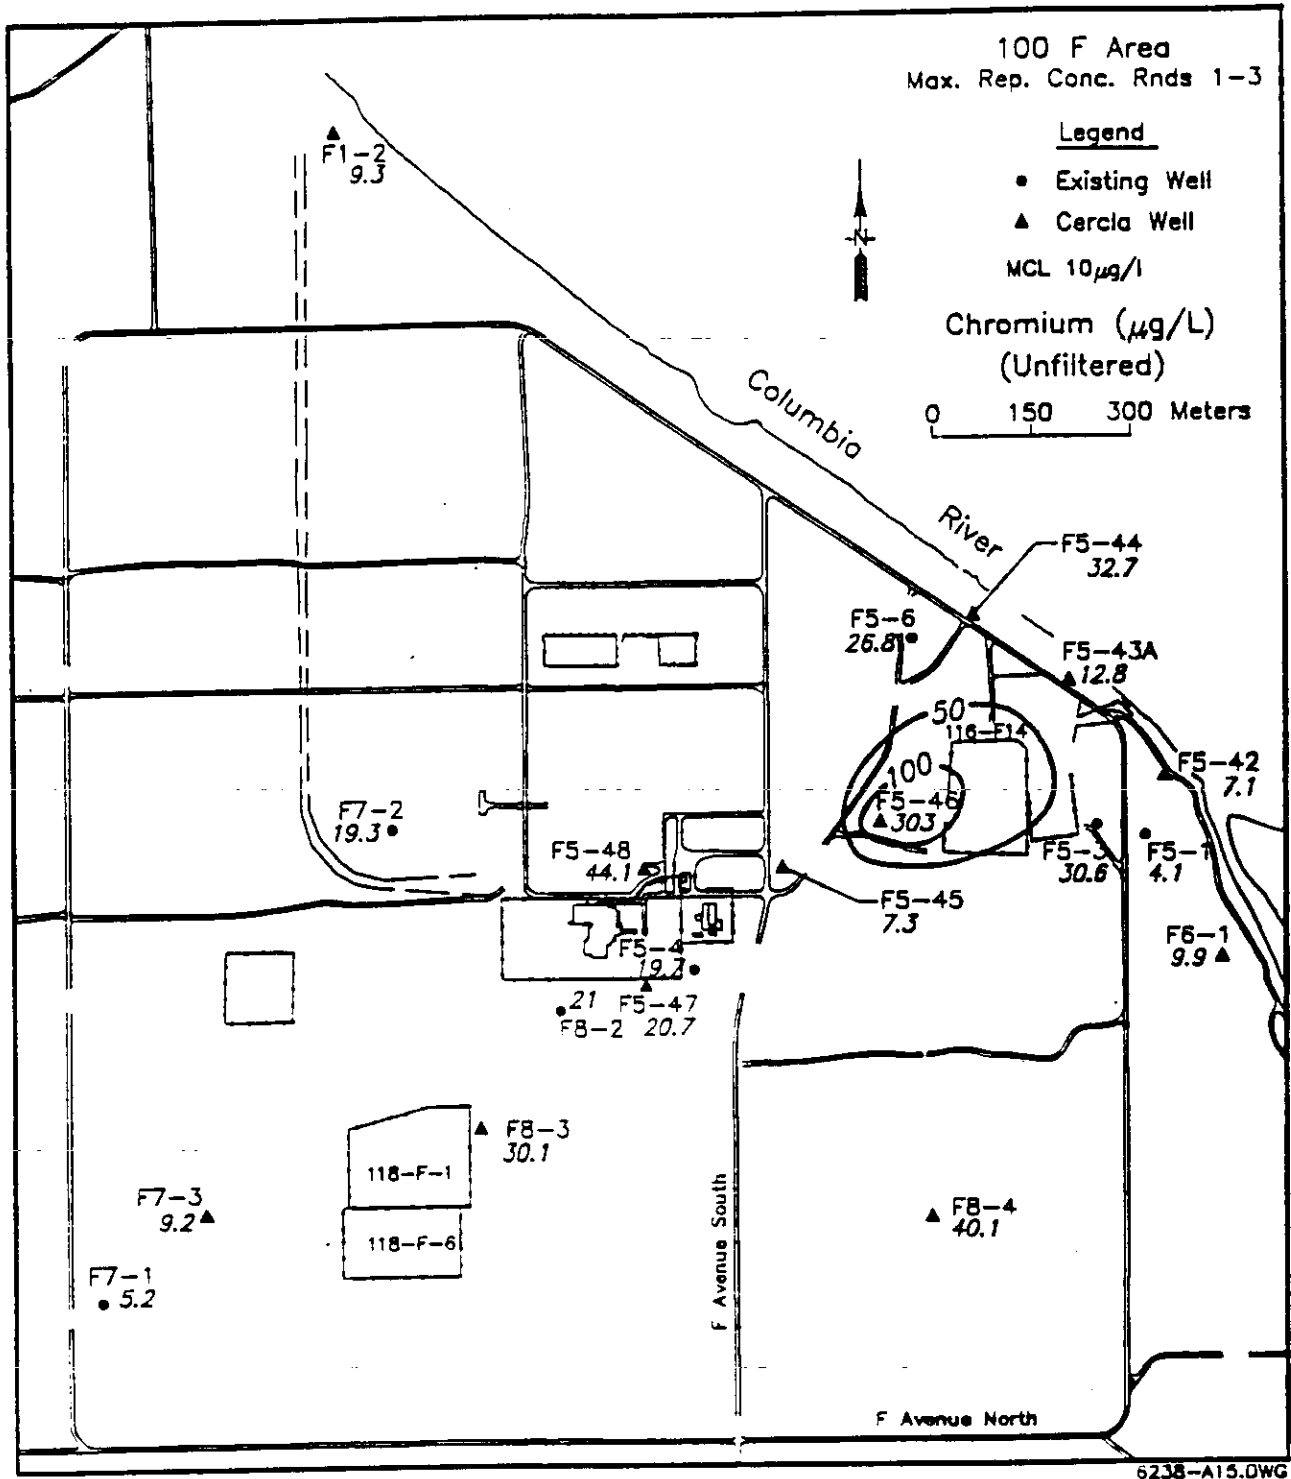 100 F Area
Max. Rep. Conc. Rnds 1-3
Legend
Existing Well
Cercla Well
MCL 10µg/l
Chromium (µg/L)
(Unfiltered)
0 150 300 Meters
N
F1-2
9.3
Columbia
River
F5-44
32.7
F5-6
26.8
F5-43A
12.8
50
116-F14
100
F5-46
303
F5-42
7.1
F7-2
19.3
F5-48
44.1
F5-3
30.6
F5-1
4.1
F5-45
7.3
F6-1
9.9
F5-4
19.7
21
F8-2
F5-47
20.7
F8-3
30.1
118-F-1
118-F-6
F7-3
9.2
F7-1
5.2
F8-4
40.1
F Avenue South
F Avenue North
6238-A15.DWG